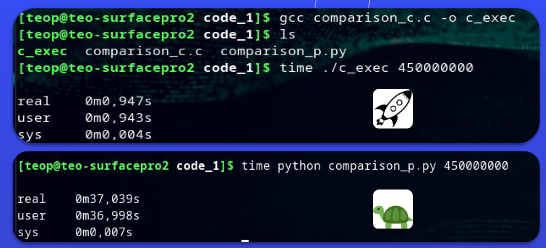 [teop@teo-surfacepro2 code_1]$ gcc comparison_c.c -o c_exec
[teop@teo-surfacepro2 code_1]$ ls
c_exec  comparison_c.c  comparison_p.py
[teop@teo-surfacepro2 code_1]$ time ./c_exec 450000000
real    0m0,947s
user    0m0,943s
sys     0m0,004s
[teop@teo-surfacepro2 code_1]$ time python comparison_p.py 450000000
real    0m37,039s
user    0m36,998s
sys     0m0,007s